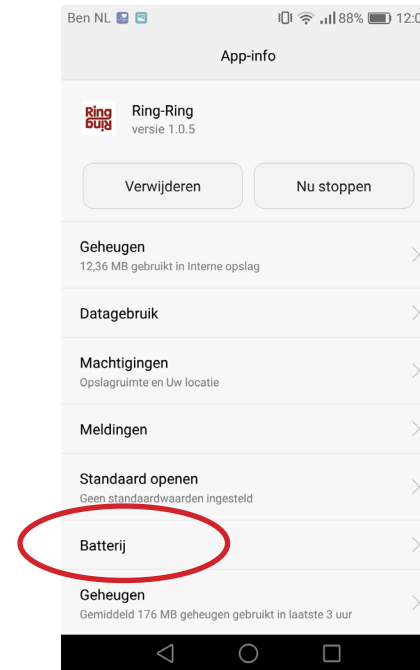 Ben NL 88% 12:0
App-info
Ring
Ring
Ring-Ring
versie 1.0.5
Verwijderen Nu stoppen
Geheugen
12,36 MB gebruikt in Interne opslag
Datagebruik
Machtigingen
Opslagruimte en Uw locatie
Meldingen
Standaard openen
Geen standaardwaarden ingesteld
Batterij
Geheugen
Gemiddeld 176 MB geheugen gebruikt in laatste 3 uur